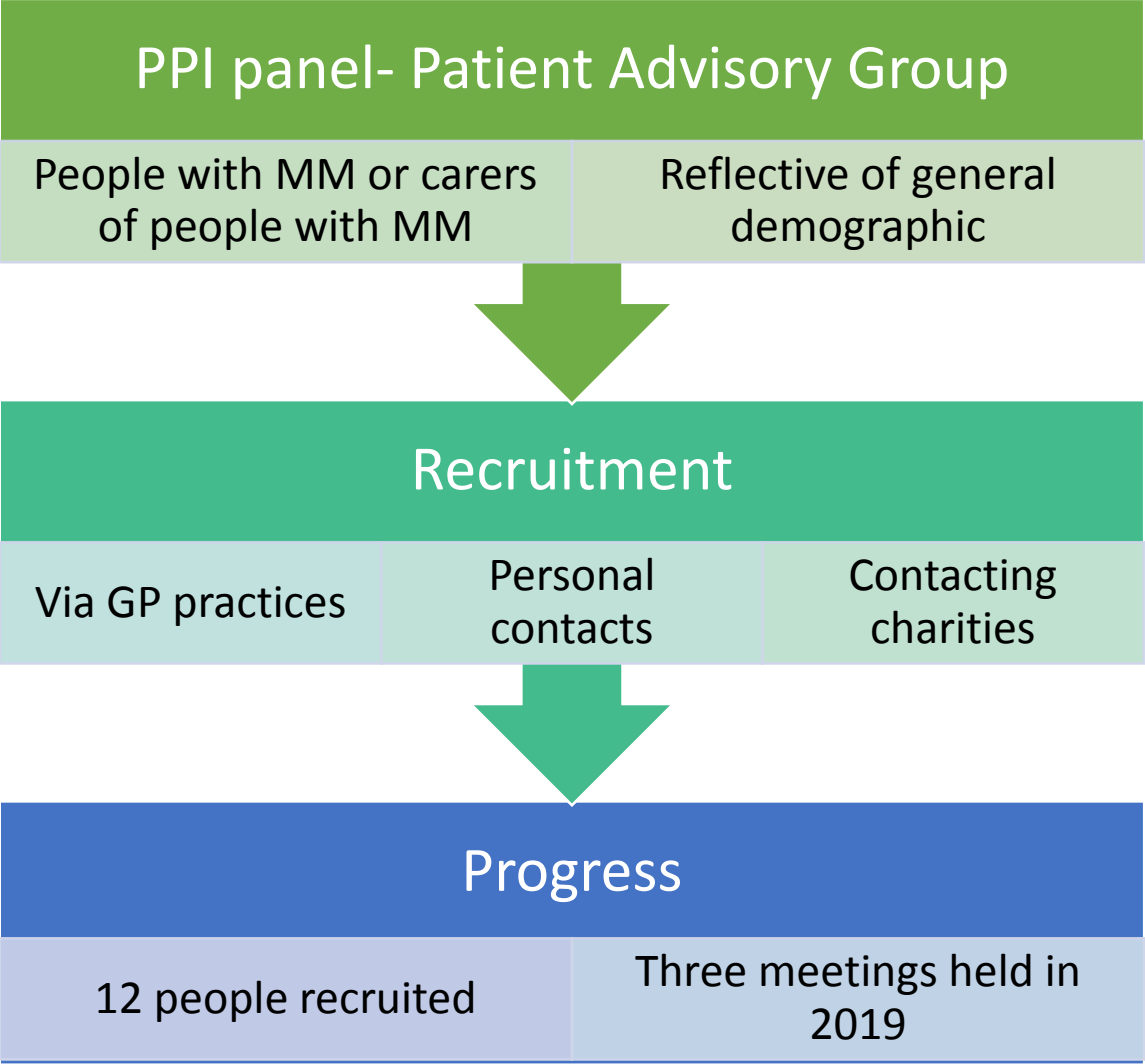 PPI panel- Patient Advisory Group
People with MM or carers
of people with MM
Reflective of general
demographic
Recruitment
Via GP practices
Personal
contacts
Contacting
charities
Progress
12 people recruited
Three meetings held in
2019